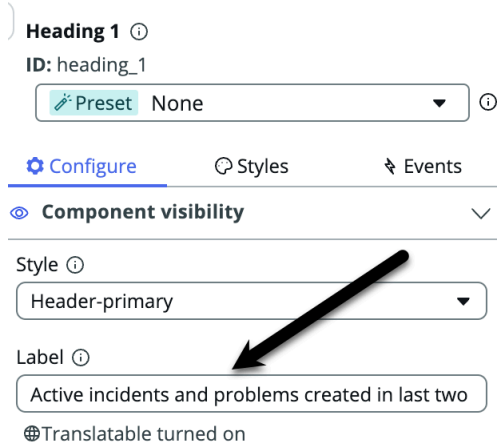 Heading 1
ID: heading_1
Preset None
Configure Styles Events
Component visibility
Style
Header-primary
Label
Active incidents and problems created in last two
Translatable turned on